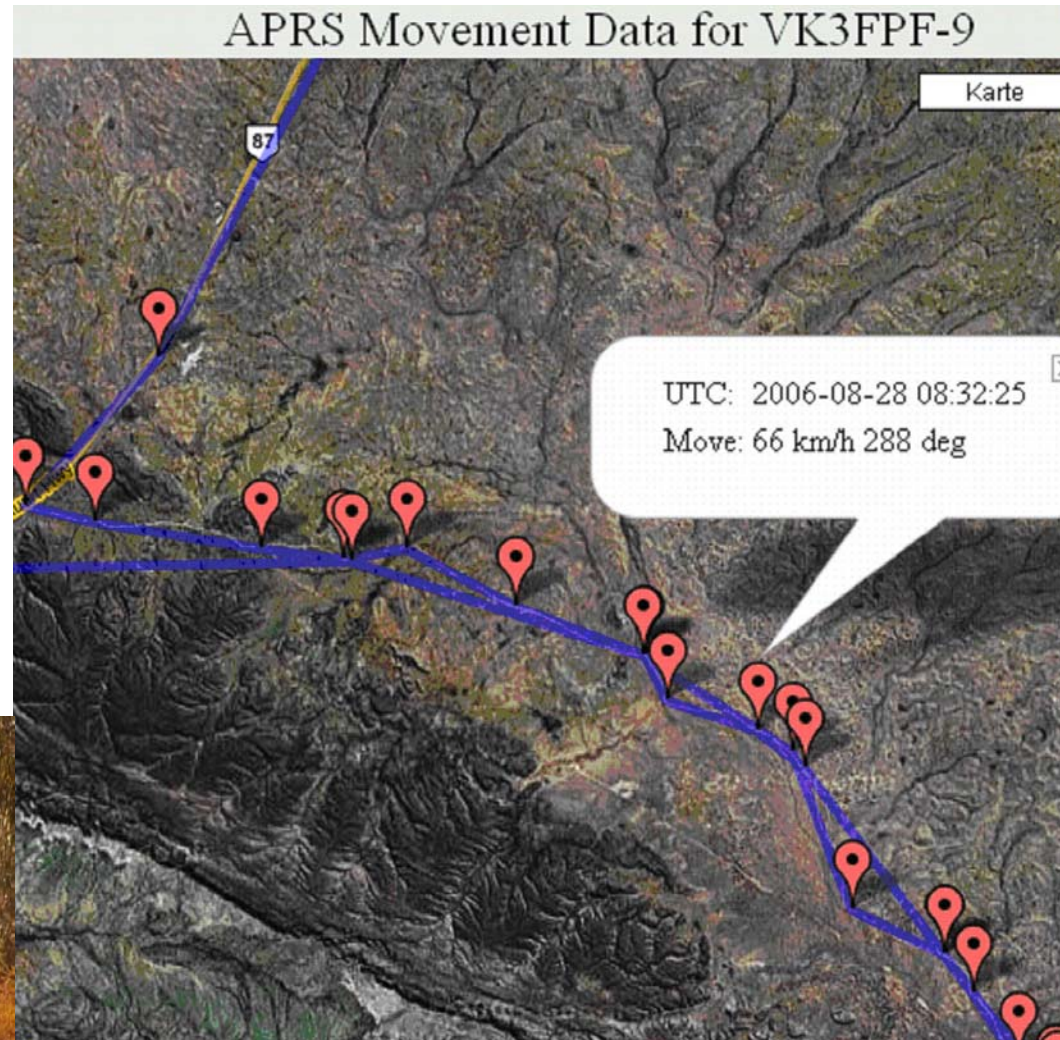 APRS Movement Data for VK3FPF-9
Karte
87
UTC: 2006-08-28 08:32:25
Move: 66 km/h 288 deg